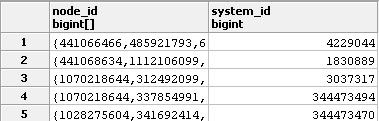 node_id system_id
bigint[] bigint
1 {441066466,485921793,6 4229044
2 {441068634,1112106099, 1830889
3 {1070218644,312492099, 3037317
4 {1070218644,337854991, 344473494
5 {1028275604,341692414, 344473470